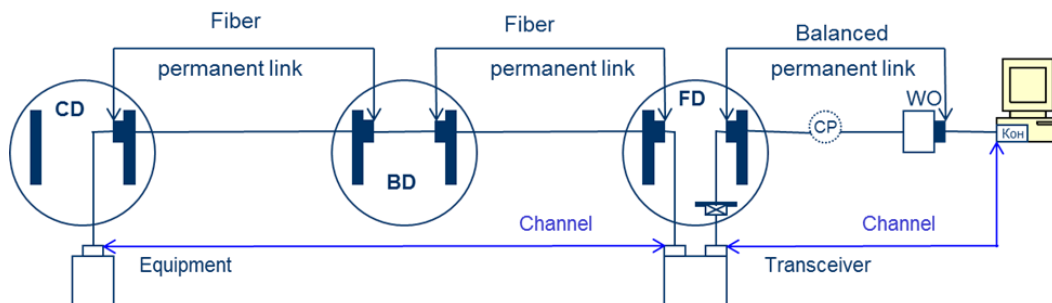 Fiber
permanent link
Fiber
permanent link
Balanced
permanent link
CD
BD
FD
CP
WO
Кон
Channel
Channel
Equipment
Transceiver